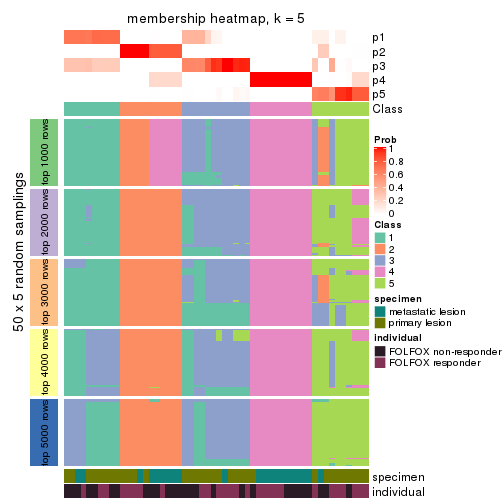 membership heatmap, k = 5
p1
p2
p3
p4
p5
Class
50 x 5 random samplings
top 1000 rows
top 2000 rows
top 3000 rows
top 4000 rows
top 5000 rows
specimen
individual
Prob
1
0.8
0.6
0.4
0.2
0
Class
1
2
3
4
5
specimen
metastatic lesion
primary lesion
individual
FOLFOX non-responder
FOLFOX responder